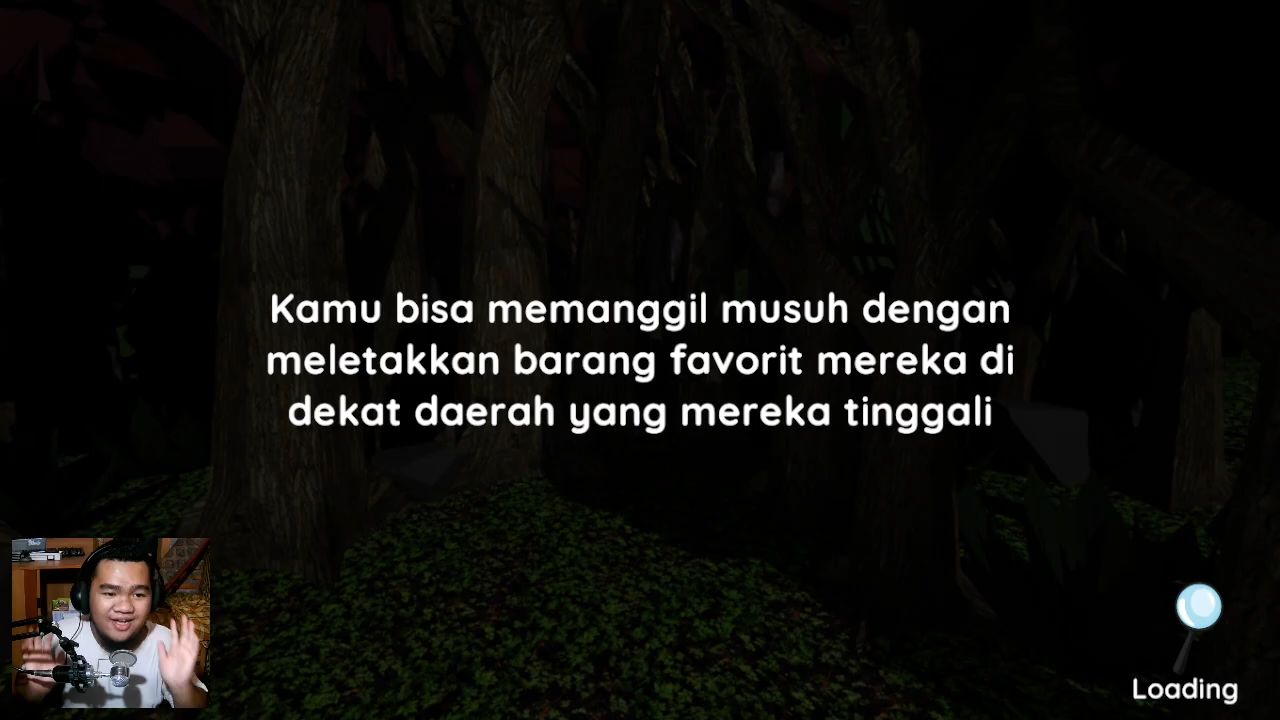 Kamu bisa memanggil musuh dengan
meletakkan barang favorit mereka di
dekat daerah yang mereka tinggali
Loading